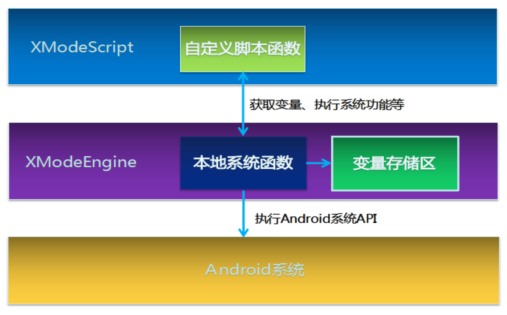 XModeScript
自定义脚本函数
获取变量、执行系统功能等
XModeEngine
本地系统函数
变量存储区
执行Android系统API
Android系统